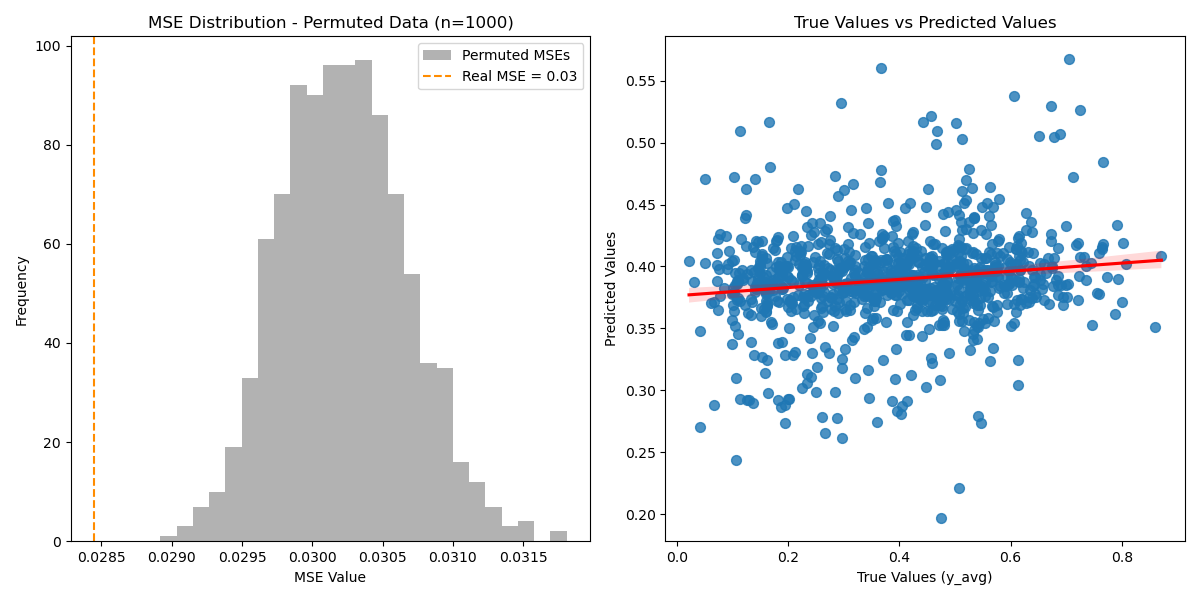 MSE Distribution - Permuted Data (n=1000)
Permuted MSEs
Real MSE = 0.03
Frequency
100
80
60
40
20
0
0.0285 0.0290 0.0295 0.0300 0.0305 0.0310 0.0315
MSE Value
True Values vs Predicted Values
Predicted Values
0.55
0.50
0.45
0.40
0.35
0.30
0.25
0.20
0.0 0.2 0.4 0.6 0.8
True Values (y_avg)